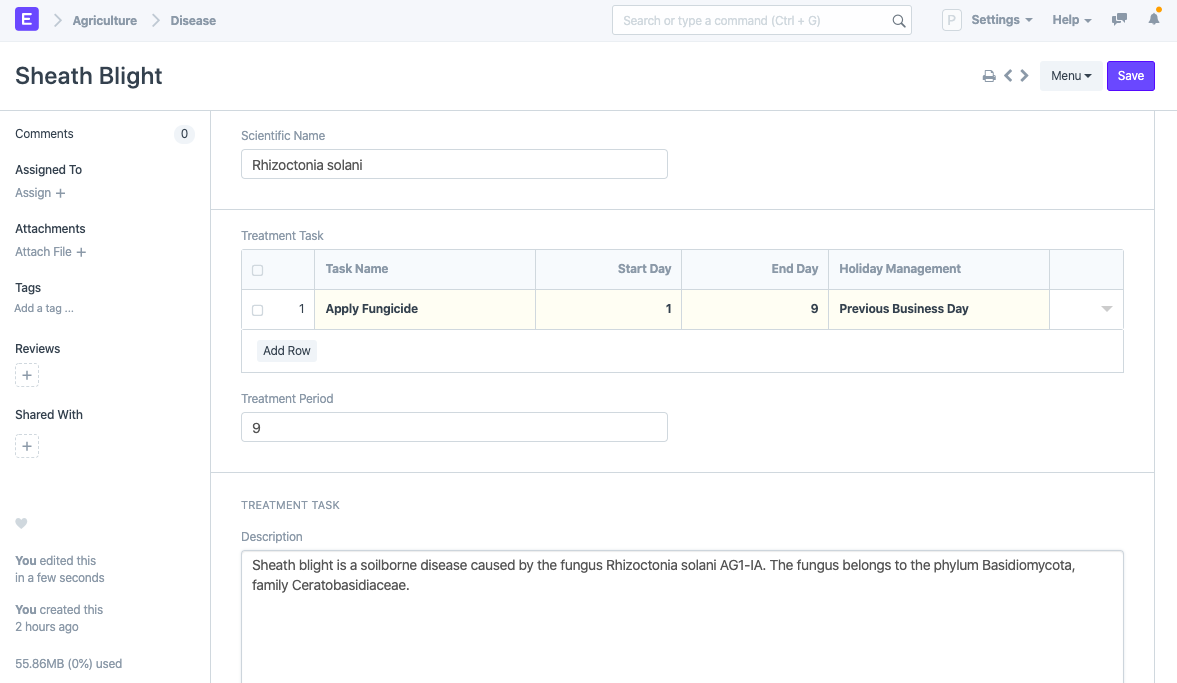 E Agriculture Disease Search or type a command (Ctrl + G) P Settings Help
Sheath Blight Menu Save
Comments 0
Assigned To
Assign +
Attachments
Attach File +
Tags
Add a tag ...
Reviews
+
Shared With
+
You edited this
in a few seconds
You created this
2 hours ago
55.86MB (0%) used
Scientific Name
Rhizoctonia solani
Treatment Task
Task Name Start Day End Day Holiday Management
1 Apply Fungicide 1 9 Previous Business Day
Add Row
Treatment Period
9
TREATMENT TASK
Description
Sheath blight is a soilborne disease caused by the fungus Rhizoctonia solani AG1-IA. The fungus belongs to the phylum Basidiomycota,
family Ceratobasidiaceae.